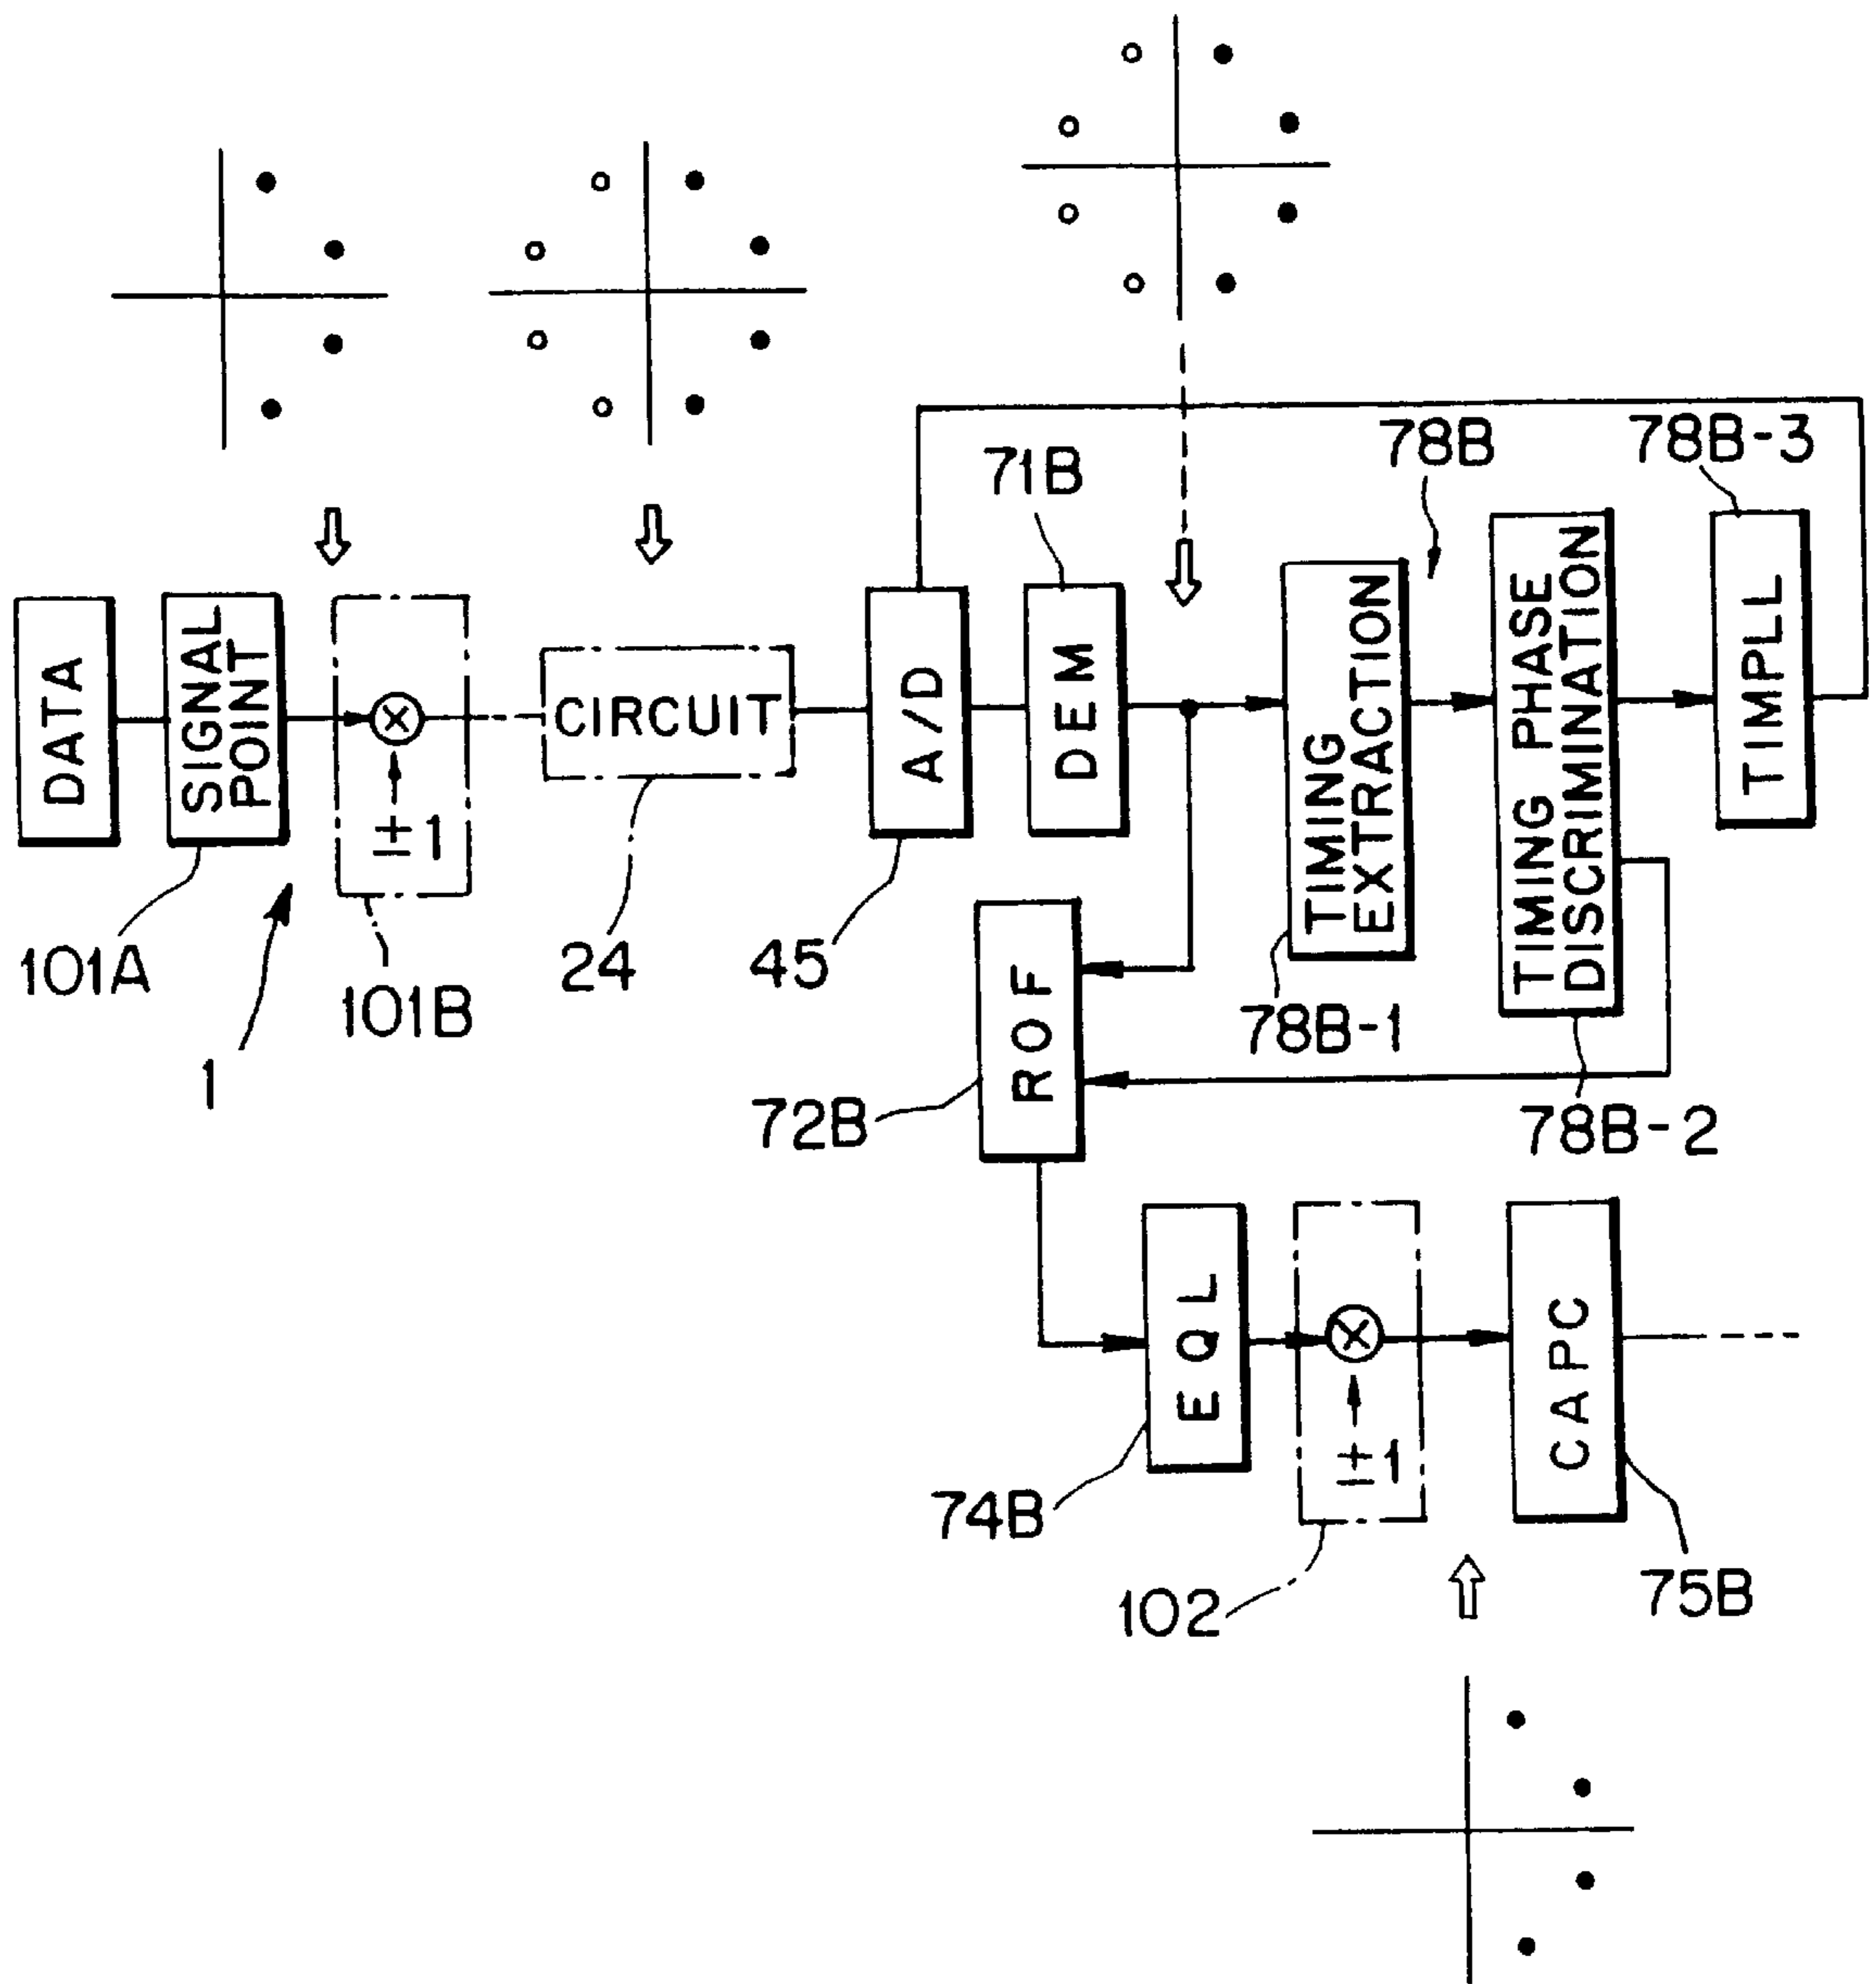 71B
78B
78B-3
DATA
SIGNAL
POINT
±1
CIRCUIT
A/D
DEM
TIMING
EXTRACTION
TIMING PHASE
DISCRIMINATION
TIMPLL
101A
1
101B
24
45
78B-1
78B-2
ROF
72B
EQL
±1
CAPC
74B
102
75B